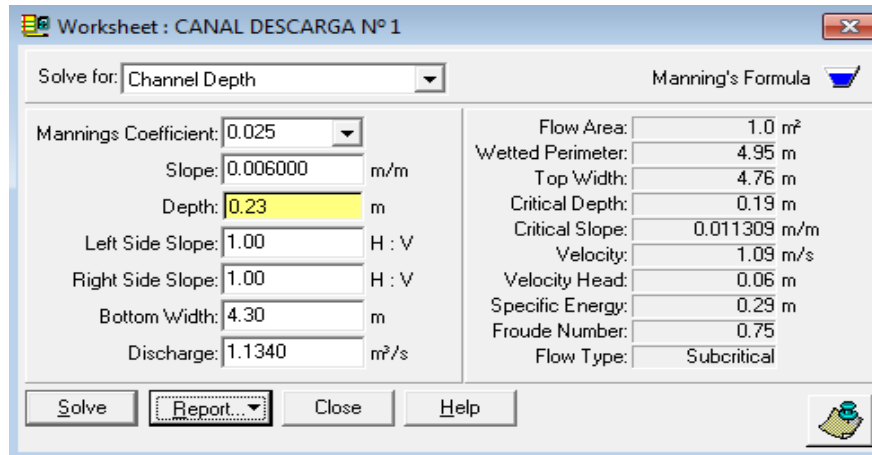 Worksheet : CANAL DESCARGA Nº 1
Solve for: Channel Depth
Manning's Formula
Mannings Coefficient: 0.025
Slope: 0.006000 m/m
Depth: 0.23 m
Left Side Slope: 1.00 H : V
Right Side Slope: 1.00 H : V
Bottom Width: 4.30 m
Discharge: 1.1340 m³/s
Flow Area: 1.0 m²
Wetted Perimeter: 4.95 m
Top Width: 4.76 m
Critical Depth: 0.19 m
Critical Slope: 0.011309 m/m
Velocity: 1.09 m/s
Velocity Head: 0.06 m
Specific Energy: 0.29 m
Froude Number: 0.75
Flow Type: Subcritical
Solve Report... Close Help